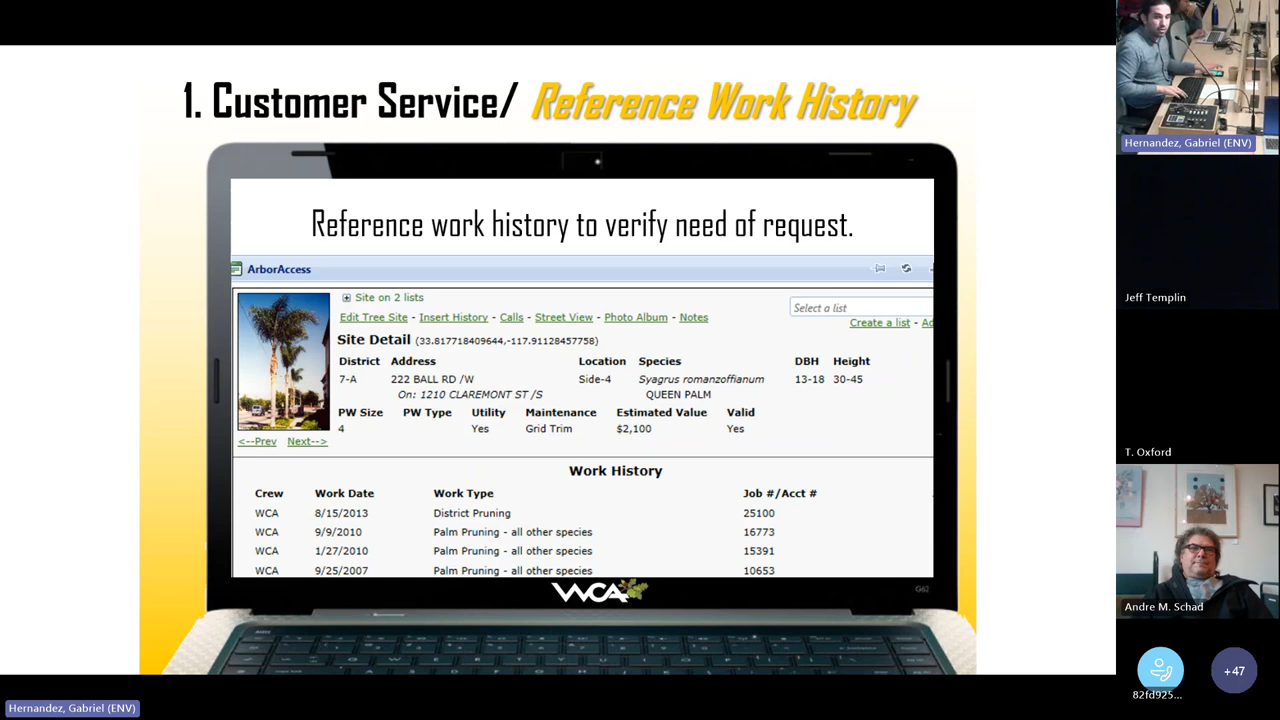 1. Customer Service/ Reference Work History
Reference work history to verify need of request.
ArborAccess
Site on 2 lists
Select a list
Edit Tree Site - Insert History - Calls - Street View - Photo Album - Notes
Create a list - Ad
Site Detail (33.817718409644,-117.91128457758)
District Address Location Species DBH Height
7-A 222 BALL RD /W Side-4 Syagrus romanzoffianum 13-18 30-45
On: 1210 CLAREMONT ST /S QUEEN PALM
PW Size PW Type Utility Maintenance Estimated Value Valid
4 Yes Grid Trim $2,100 Yes
<--Prev Next-->
Work History
Crew Work Date Work Type Job #/Acct #
WCA 8/15/2013 District Pruning 25100
WCA 9/9/2010 Palm Pruning - all other species 16773
WCA 1/27/2010 Palm Pruning - all other species 15391
WCA 9/25/2007 Palm Pruning - all other species 10653
WCA
G62
Hernandez, Gabriel (ENV)
Jeff Templin
T. Oxford
Andre M. Schad
82fd925...
+47
Hernandez, Gabriel (ENV)